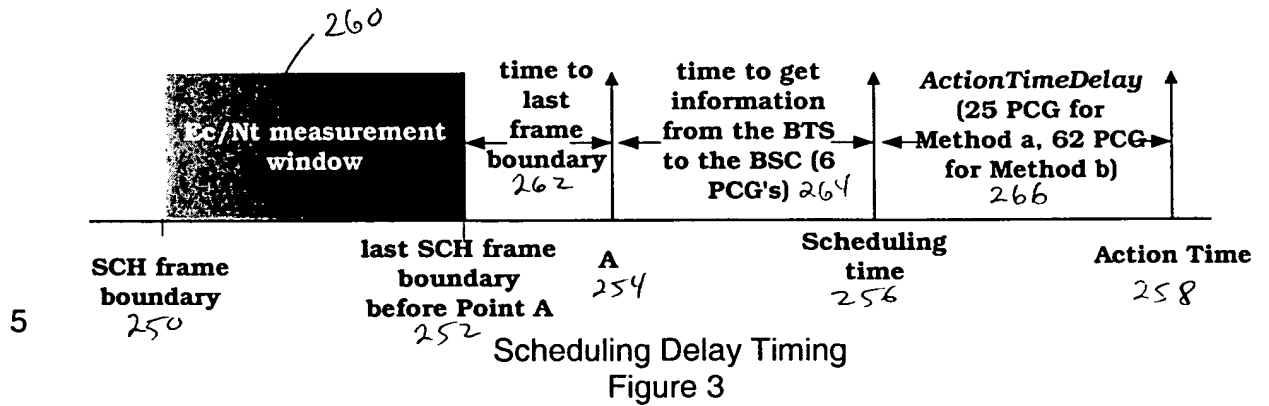 260
Ec/Nt measurement
window
time to
last
frame
boundary
262
time to get
information
from the BTS
to the BSC (6
PCG's) 264
ActionTimeDelay
(25 PCG for
Method a, 62 PCG
for Method b)
266
SCH frame
boundary
250
last SCH frame
boundary
before Point A
252
A
254
Scheduling
time
256
Action Time
258
5
Scheduling Delay Timing
Figure 3